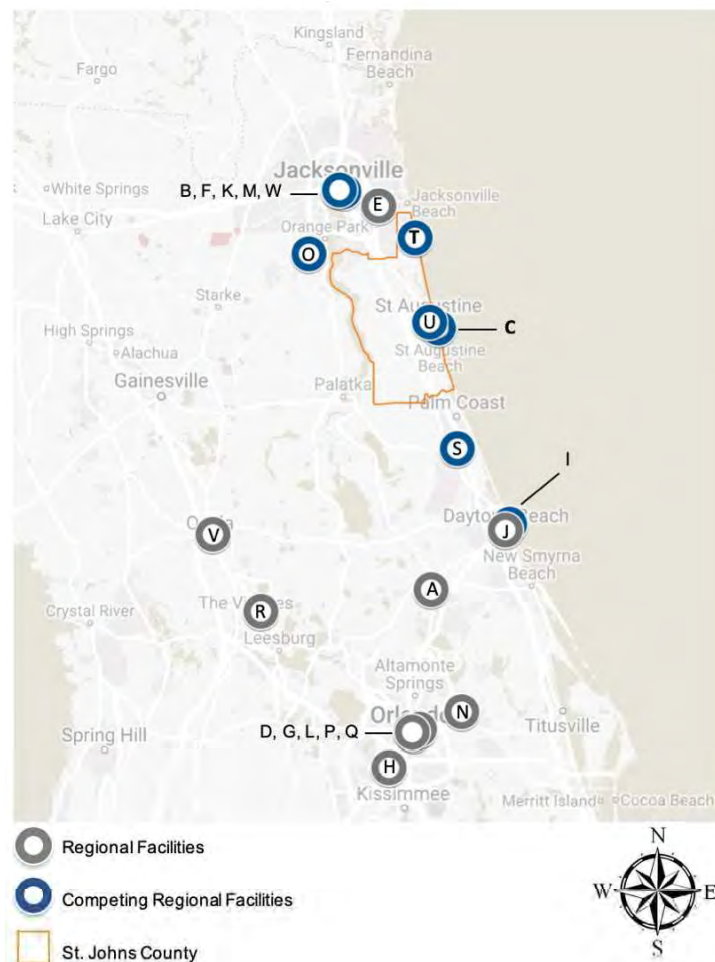 Kingsland
Fernandina
Beach
Fargo
Jacksonville
B, F, K, M, W
White Springs
E
Jacksonville
Beach
Lake City
Orange Park
T
O
Starke
St Augustine
U
C
High Springs
St Augustine
Beach
Alachua
Gainesville
Palatka
Palm Coast
S
I
Daytona Beach
V
J
New Smyrna
Beach
A
The Villages
R
Crystal River
Leesburg
Altamonte
Springs
Orlando
N
Titusville
D, G, L, P, Q
Spring Hill
H
Kissimmee
Merritt Island
Cocoa Beach
Regional Facilities
Competing Regional Facilities
St. Johns County
N
W
E
S